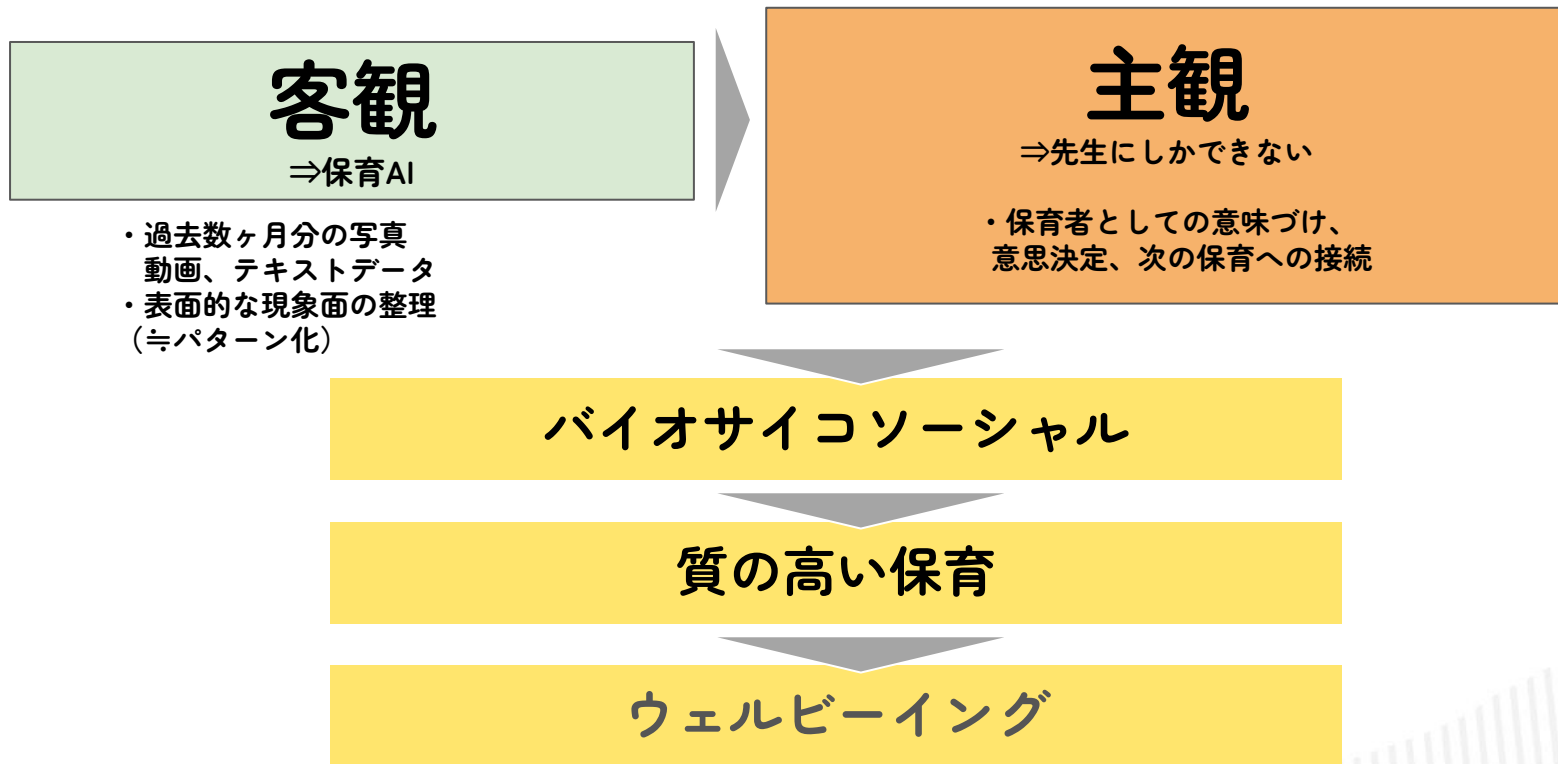 客観
⇒保育AI
・過去数ヶ月分の写真
動画、テキストデータ
・表面的な現象面の整理
（≒パターン化）
主観
⇒先生にしかできない
・保育者としての意味づけ、
意思決定、次の保育への接続
バイオサイコソーシャル
質の高い保育
ウェルビーイング